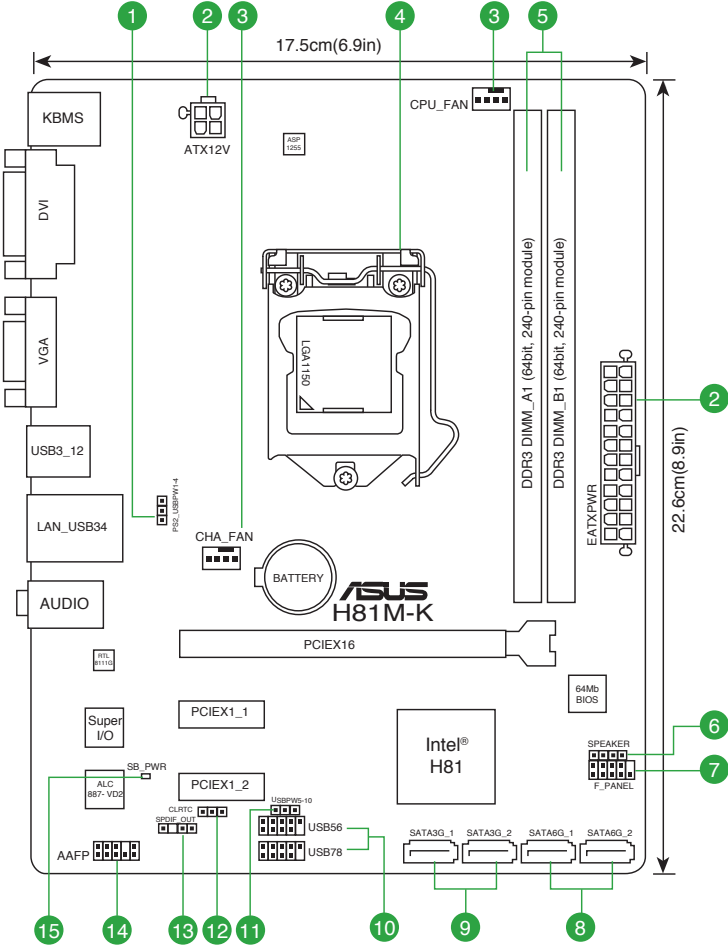 1
2
3
4
3
5
17.5cm(6.9in)
KBMS
ATX12V
ASP
1255
CPU_FAN
DVI
DDR3 DIMM_A1 (64bit, 240-pin module)
DDR3 DIMM_B1 (64bit, 240-pin module)
VGA
LGA1150
2
EATXPWR
22.6cm(8.9in)
USB3_12
PS2_USBPW1-4
1
LAN_USB34
CHA_FAN
BATTERY
ASUS
H81M-K
AUDIO
PCIEX16
RTL
8111G
64Mb
BIOS
Super
I/O
PCIEX1_1
Intel®
H81
SPEAKER
6
F_PANEL
7
SB_PWR
ALC
887-VD2
PCIEX1_2
CLRTC
SPDIF_OUT
USBPW5-10
USB56
USB78
AAFP
SATA3G_1
SATA3G_2
SATA6G_1
SATA6G_2
15
14
13
12
11
10
9
8